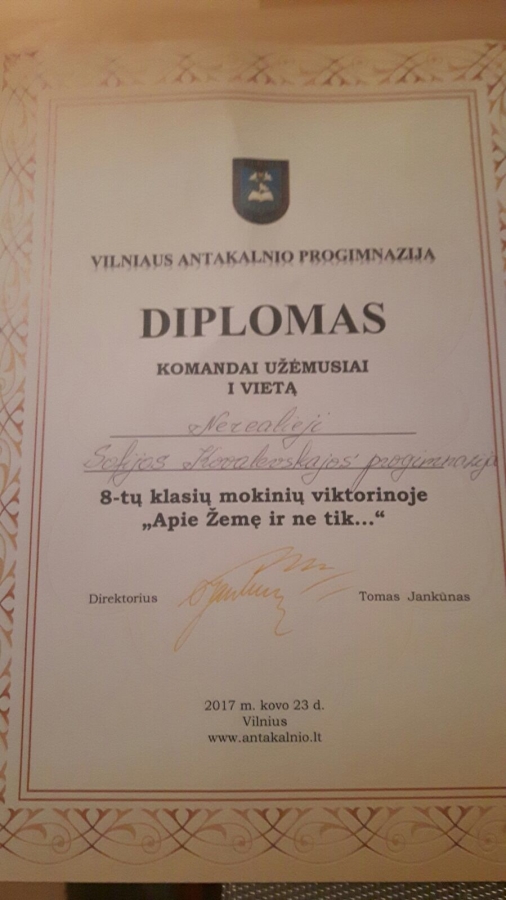 VILNIAUS ANTAKALNIO PROGIMNAZIJA
DIPLOMAS
KOMANDAI UŽĖMUSIAI
I VIETĄ
Nerealieji
Sofijos Kovalevskajos progimnazija
8-tų klasių mokinių viktorinoje
„Apie Žemę ir ne tik...“
Direktorius
Tomas Jankūnas
2017 m. kovo 23 d.
Vilnius
www.antakalnio.lt